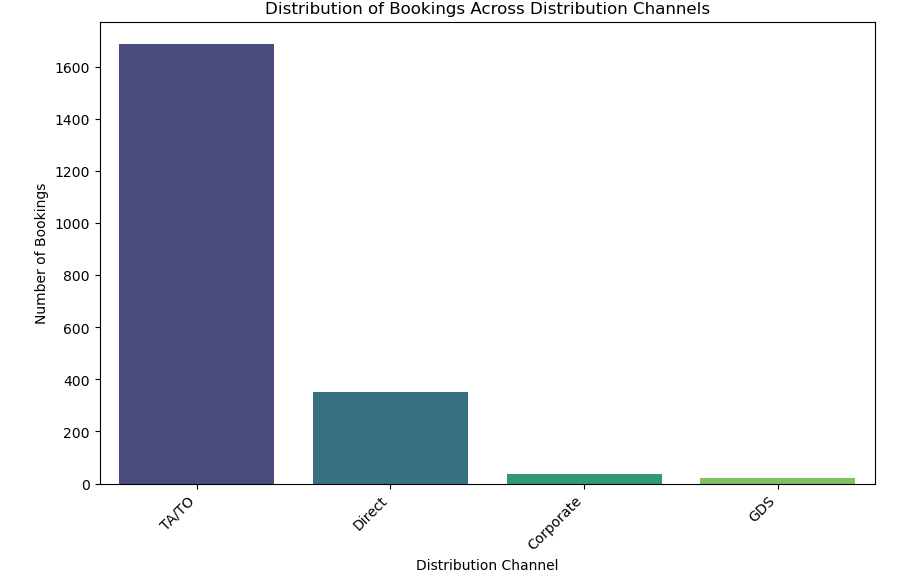 Distribution of Bookings Across Distribution Channels
1600
1400
1200
1000
800
600
400
200
0
Number of Bookings
TA/TO
Direct
Corporate
GDS
Distribution Channel